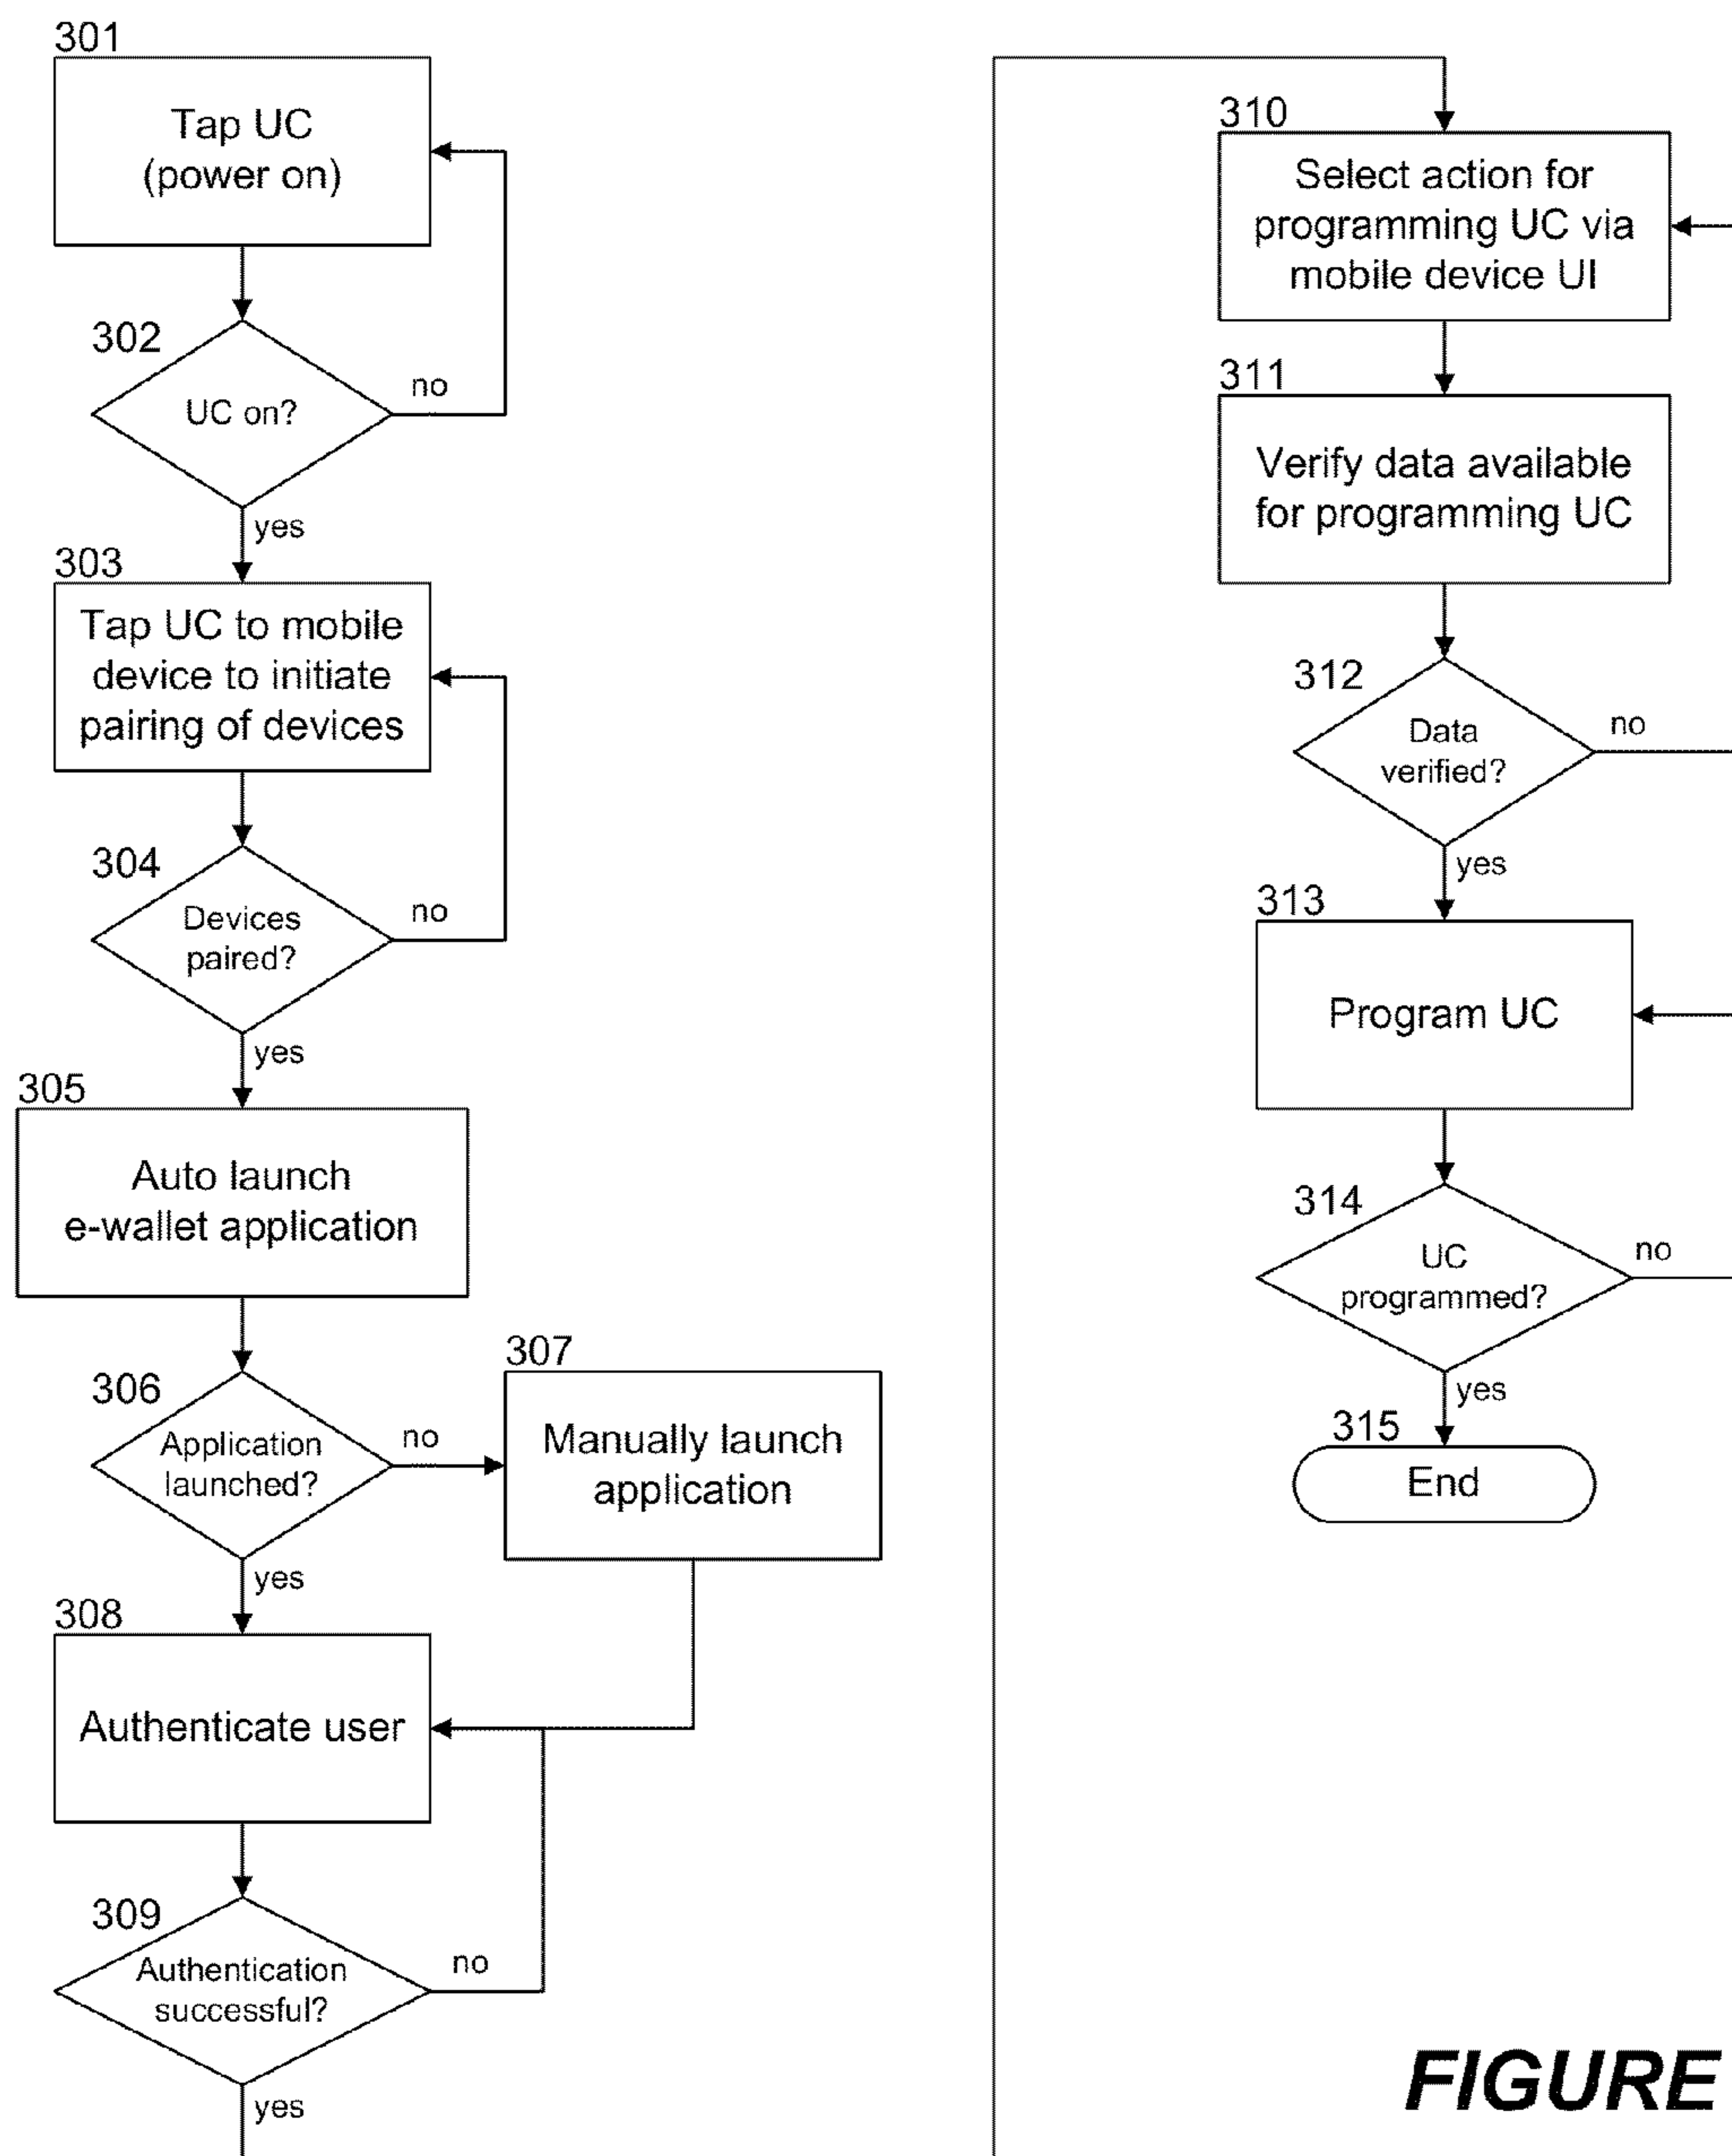 301
Tap UC
(power on)
302
UC on?
no
yes
303
Tap UC to mobile
device to initiate
pairing of devices
304
Devices
paired?
no
yes
305
Auto launch
e-wallet application
306
Application
launched?
no
307
Manually launch
application
yes
308
Authenticate user
309
Authentication
successful?
no
yes
310
Select action for
programming UC via
mobile device UI
311
Verify data available
for programming UC
312
Data
verified?
no
yes
313
Program UC
314
UC
programmed?
no
yes
315
End
FIGURE